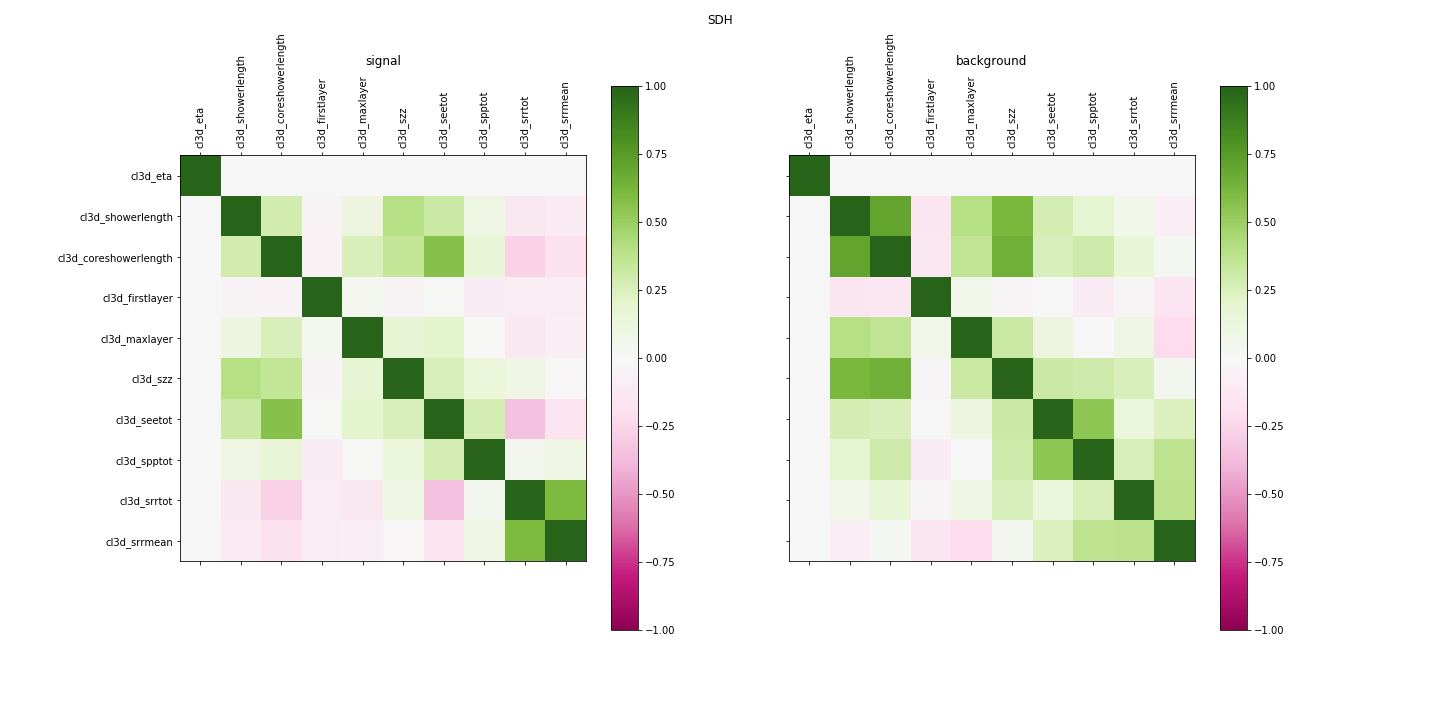 SDH
signal
cl3d_eta
cl3d_showerlength
cl3d_coreshowerlength
cl3d_firstlayer
cl3d_maxlayer
cl3d_szz
cl3d_seetot
cl3d_spptot
cl3d_srrtot
cl3d_srrmean
cl3d_eta
cl3d_showerlength
cl3d_coreshowerlength
cl3d_firstlayer
cl3d_maxlayer
cl3d_szz
cl3d_seetot
cl3d_spptot
cl3d_srrtot
cl3d_srrmean
1.00
0.75
0.50
0.25
0.00
−0.25
−0.50
−0.75
−1.00
background
cl3d_eta
cl3d_showerlength
cl3d_coreshowerlength
cl3d_firstlayer
cl3d_maxlayer
cl3d_szz
cl3d_seetot
cl3d_spptot
cl3d_srrtot
cl3d_srrmean
1.00
0.75
0.50
0.25
0.00
−0.25
−0.50
−0.75
−1.00